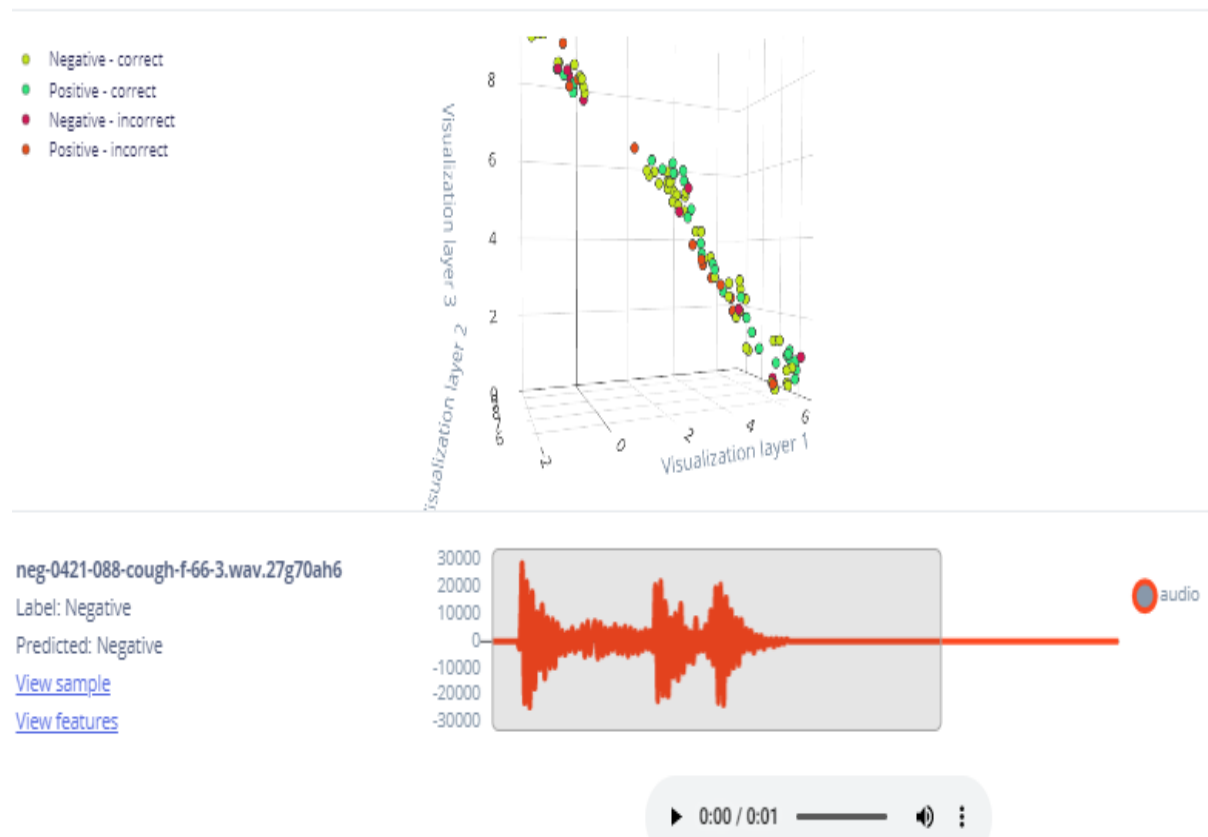 Negative - correct
Positive - correct
Negative - incorrect
Positive - incorrect
8
6
4
2
0
Visualization layer 3
isualization layer 2
-2
0
2
4
6
Visualization layer 1
neg-0421-088-cough-f-66-3.wav.27g70ah6
Label: Negative
Predicted: Negative
View sample
View features
30000
20000
10000
0
-10000
-20000
-30000
audio
0:00 / 0:01